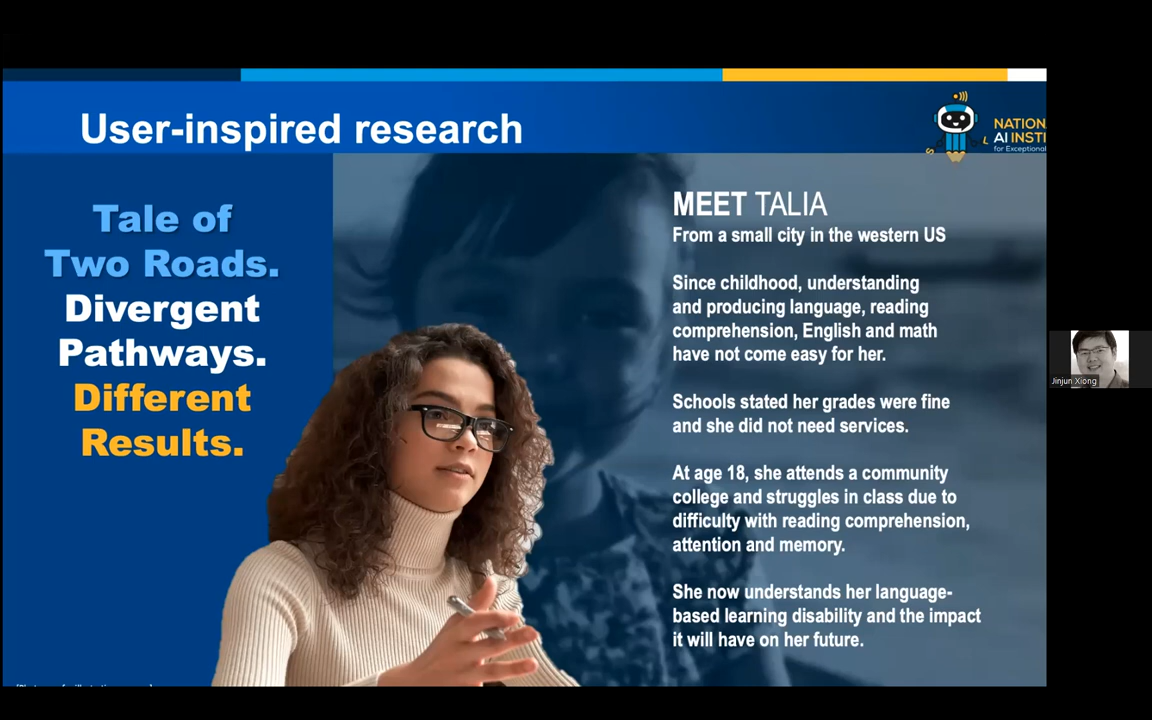 User-inspired research
NATION
AI INSTI
for Exceptional
Tale of
Two Roads.
Divergent
Pathways.
Different
Results.
MEET TALIA
From a small city in the western US
Since childhood, understanding
and producing language, reading
comprehension, English and math
have not come easy for her.
Schools stated her grades were fine
and she did not need services.
At age 18, she attends a community
college and struggles in class due to
difficulty with reading comprehension,
attention and memory.
She now understands her language-
based learning disability and the impact
it will have on her future.
Jinjun Xiong